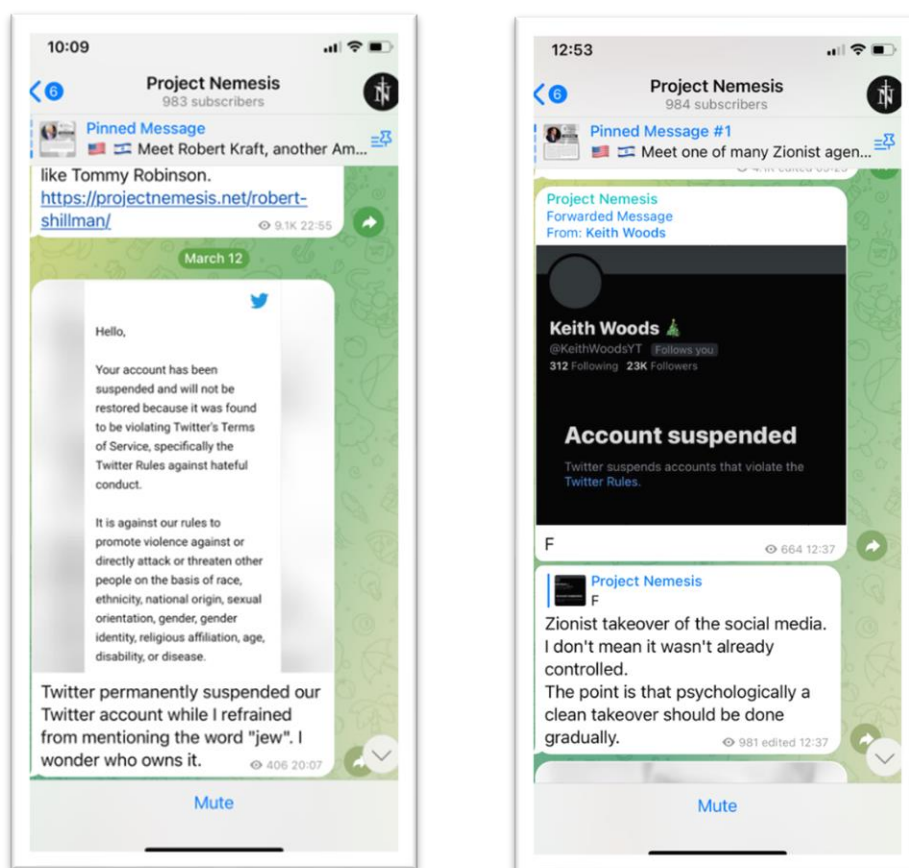 10:09
6
Project Nemesis
983 subscribers
Pinned Message
🇺🇸 🇮🇱 Meet Robert Kraft, another Am...
like Tommy Robinson.
https://projectnemesis.net/robert-
shillman/
9.1K 22:55
March 12
Hello,
Your account has been
suspended and will not be
restored because it was found
to be violating Twitter's Terms
of Service, specifically the
Twitter Rules against hateful
conduct.
It is against our rules to
promote violence against or
directly attack or threaten other
people on the basis of race,
ethnicity, national origin, sexual
orientation, gender, gender
identity, religious affiliation, age,
disability, or disease.
Twitter permanently suspended our
Twitter account while I refrained
from mentioning the word "jew". I
wonder who owns it.
406 20:07
Mute
12:53
6
Project Nemesis
984 subscribers
Pinned Message #1
🇺🇸 🇮🇱 Meet one of many Zionist agen...
Project Nemesis
Forwarded Message
From: Keith Woods
Keith Woods 🎄
@KeithWoodsYT Follows you
312 Following 23K Followers
Account suspended
Twitter suspends accounts that violate the
Twitter Rules.
F
664 12:37
Project Nemesis
F
Zionist takeover of the social media.
I don't mean it wasn't already
controlled.
The point is that psychologically a
clean takeover should be done
gradually.
981 edited 12:37
Mute